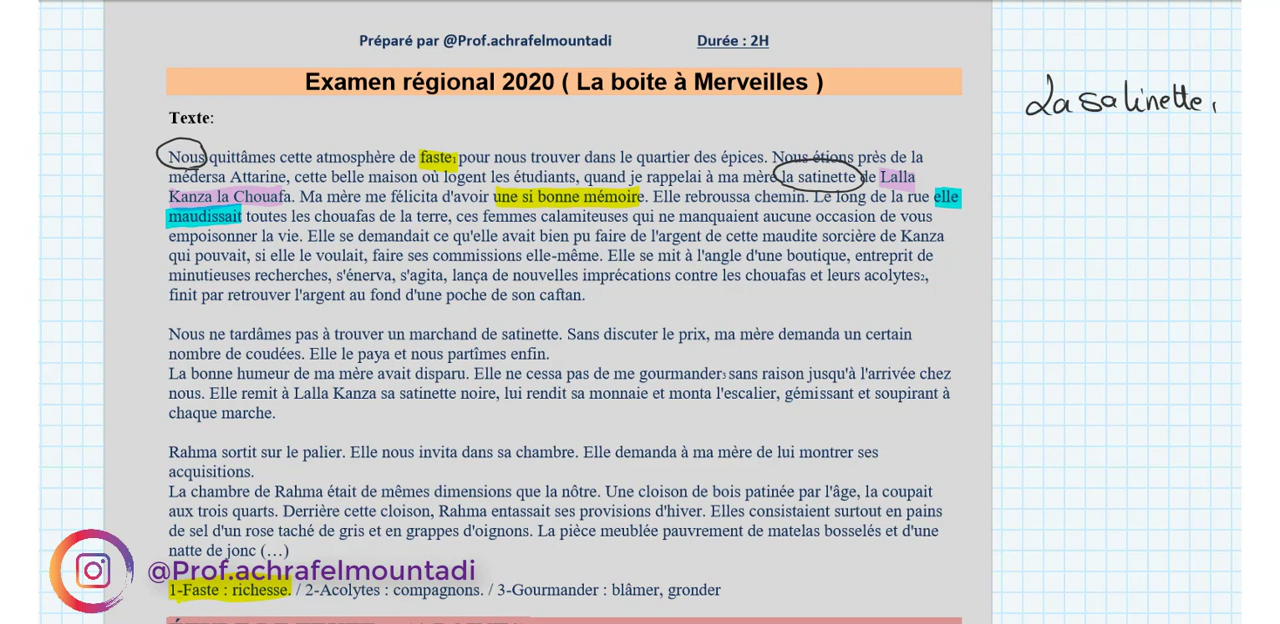 Préparé par @Prof.achrafelmountadi Durée : 2H
Examen régional 2020 ( La boite à Merveilles )
La satinette,
Texte:
Nous quittâmes cette atmosphère de faste1 pour nous trouver dans le quartier des épices. Nous étions près de la
médersa Attarine, cette belle maison où logent les étudiants, quand je rappelai à ma mère la satinette de Lalla
Kanza la Chouafa. Ma mère me félicita d'avoir une si bonne mémoire. Elle rebroussa chemin. Le long de la rue elle
maudissait toutes les chouafas de la terre, ces femmes calamiteuses qui ne manquaient aucune occasion de vous
empoisonner la vie. Elle se demandait ce qu'elle avait bien pu faire de l'argent de cette maudite sorcière de Kanza
qui pouvait, si elle le voulait, faire ses commissions elle-même. Elle se mit à l'angle d'une boutique, entreprit de
minutieuses recherches, s'énerva, s'agita, lança de nouvelles imprécations contre les chouafas et leurs acolytes2,
finit par retrouver l'argent au fond d'une poche de son caftan.
Nous ne tardâmes pas à trouver un marchand de satinette. Sans discuter le prix, ma mère demanda un certain
nombre de coudées. Elle le paya et nous partîmes enfin.
La bonne humeur de ma mère avait disparu. Elle ne cessa pas de me gourmander3 sans raison jusqu'à l'arrivée chez
nous. Elle remit à Lalla Kanza sa satinette noire, lui rendit sa monnaie et monta l'escalier, gémissant et soupirant à
chaque marche.
Rahma sortit sur le palier. Elle nous invita dans sa chambre. Elle demanda à ma mère de lui montrer ses
acquisitions.
La chambre de Rahma était de mêmes dimensions que la nôtre. Une cloison de bois patinée par l'âge, la coupait
aux trois quarts. Derrière cette cloison, Rahma entassait ses provisions d'hiver. Elles consistaient surtout en pains
de sel d'un rose taché de gris et en grappes d'oignons. La pièce meublée pauvrement de matelas bosselés et d'une
natte de jonc (…)
@Prof.achrafelmountadi
1-Faste : richesse. / 2-Acolytes : compagnons. / 3-Gourmander : blâmer, gronder